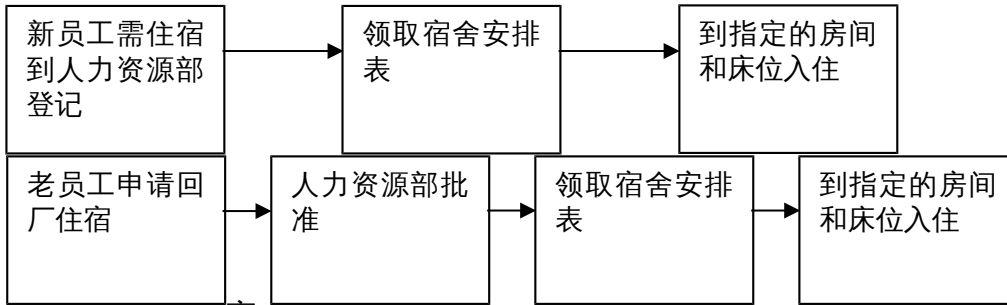 新员工需住宿
到人力资源部
登记
领取宿舍安排
表
到指定的房间
和床位入住
老员工申请回
厂住宿
人力资源部批
准
领取宿舍安排
表
到指定的房间
和床位入住